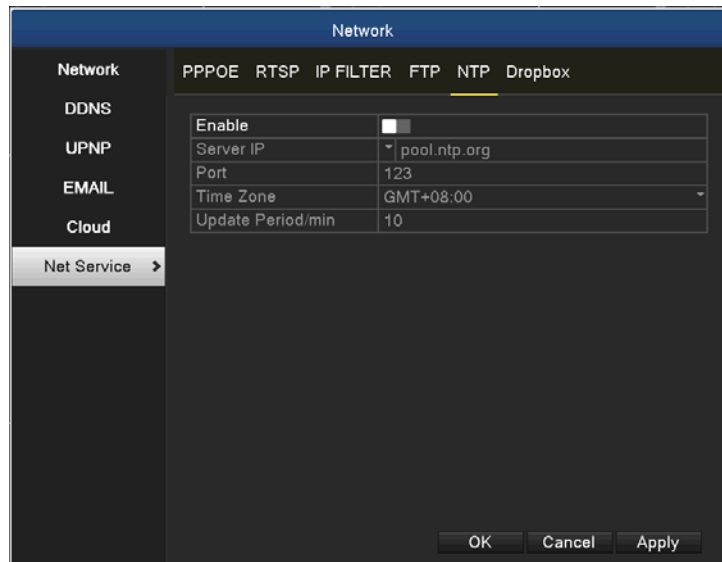 Network
Network
DDNS
UPNP
EMAIL
Cloud
Net Service
PPPOE RTSP IP FILTER FTP NTP Dropbox
Enable
Server IP pool.ntp.org
Port 123
Time Zone GMT+08:00
Update Period/min 10
OK Cancel Apply